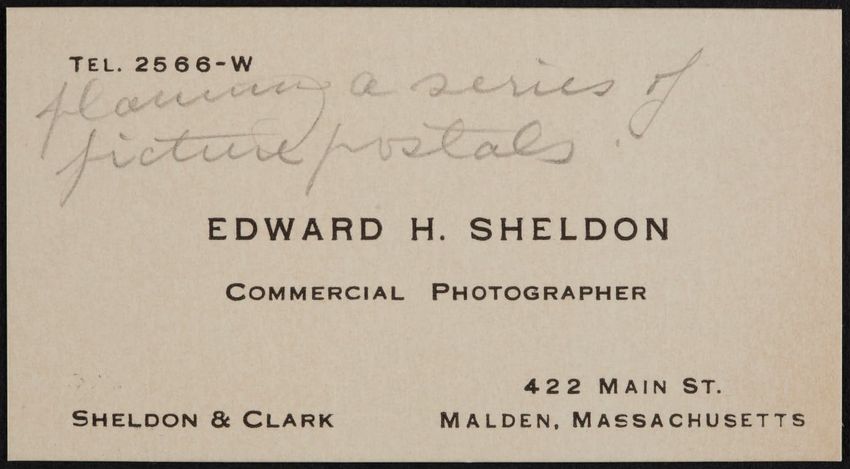 TEL. 2566-W
planning a series of
picture postals.
EDWARD H. SHELDON
COMMERCIAL PHOTOGRAPHER
422 MAIN ST.
SHELDON & CLARK MALDEN, MASSACHUSETTS